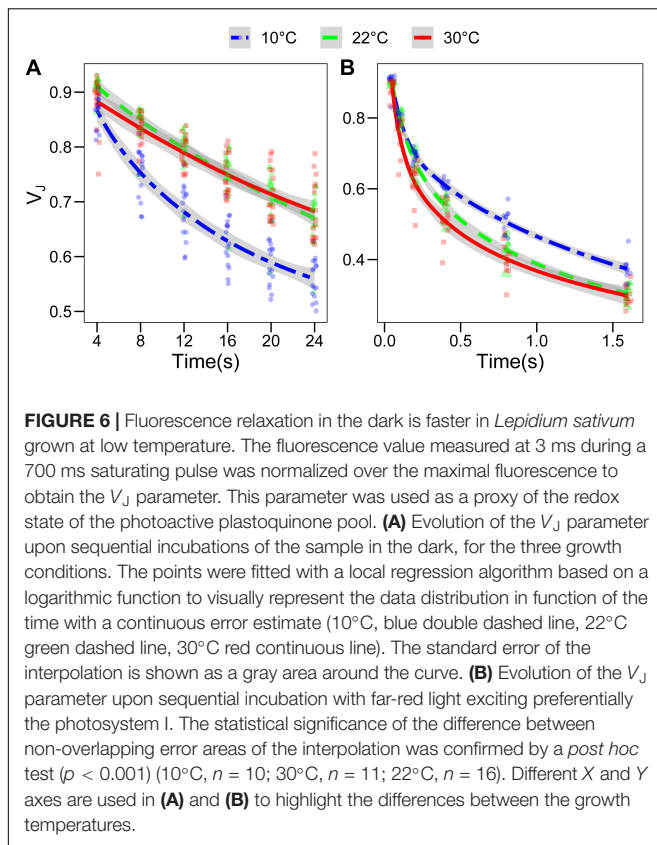 10°C 22°C 30°C
A B
0.9
0.8
0.7
0.6
0.5
V_J
4 8 12 16 20 24
Time(s)
0.8
0.6
0.4
0.0 0.5 1.0 1.5
Time(s)
FIGURE 6 | Fluorescence relaxation in the dark is faster in Lepidium sativum
grown at low temperature. The fluorescence value measured at 3 ms during a
700 ms saturating pulse was normalized over the maximal fluorescence to
obtain the V_J parameter. This parameter was used as a proxy of the redox
state of the photoactive plastoquinone pool. (A) Evolution of the V_J parameter
upon sequential incubations of the sample in the dark, for the three growth
conditions. The points were fitted with a local regression algorithm based on a
logarithmic function to visually represent the data distribution in function of the
time with a continuous error estimate (10°C, blue double dashed line, 22°C
green dashed line, 30°C red continuous line). The standard error of the
interpolation is shown as a gray area around the curve. (B) Evolution of the V_J
parameter upon sequential incubation with far-red light exciting preferentially
the photosystem I. The statistical significance of the difference between
non-overlapping error areas of the interpolation was confirmed by a post hoc
test (p < 0.001) (10°C, n = 10; 30°C, n = 11; 22°C, n = 16). Different X and Y
axes are used in (A) and (B) to highlight the differences between the growth
temperatures.